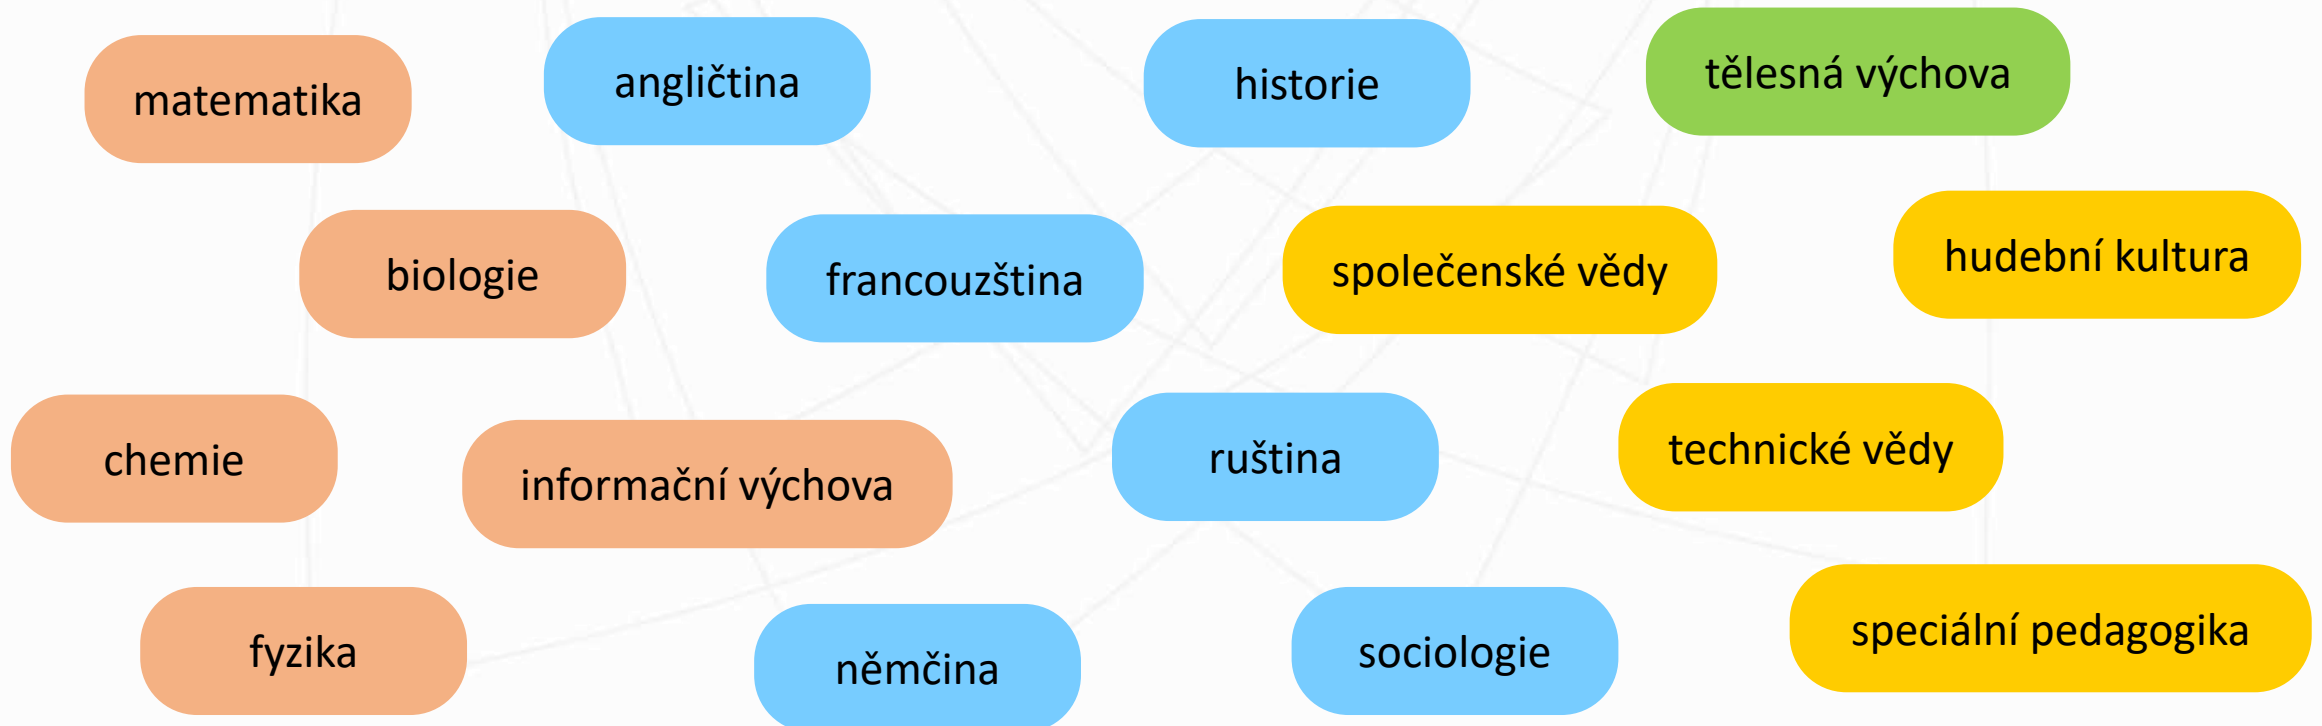 matematika
angličtina
historie
tělesná výchova
biologie
francouzština
společenské vědy
hudební kultura
chemie
informační výchova
ruština
technické vědy
fyzika
němčina
sociologie
speciální pedagogika